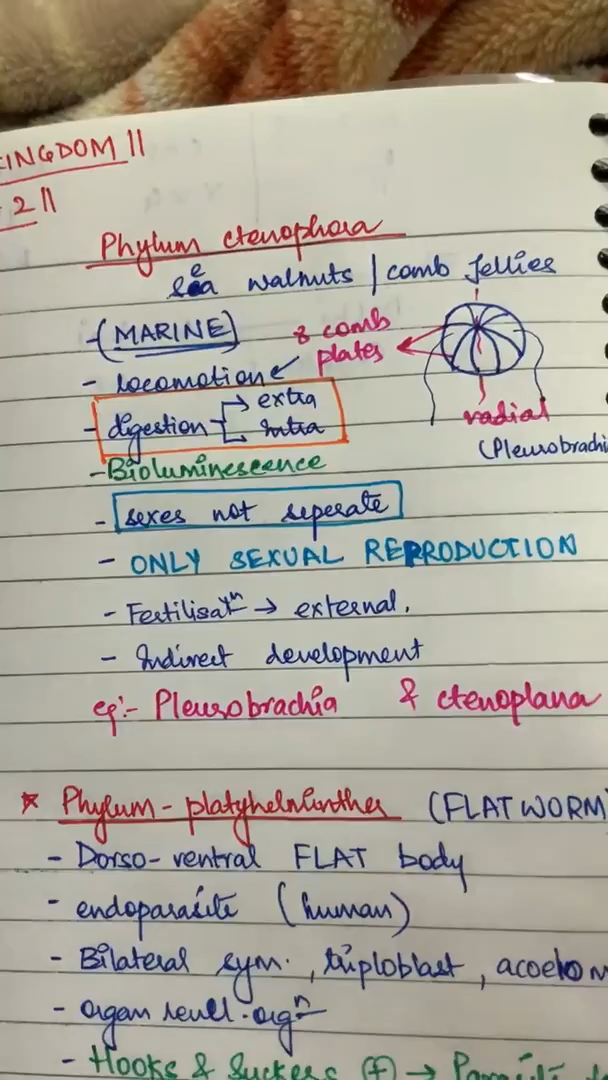 KINGDOM ||
2 ||
Phylum ctenophora
sea walnuts | comb Jellies
- (MARINE)
8 comb plates
- locomotion
- digestion → extra
→ intra
radial
(Pleurobrachi
- Bioluminescence
- sexes not seperate
- ONLY SEXUAL REPRODUCTION
- Fertilisatⁿ → external.
- Indirect development
eg:- Pleurobrachia & ctenoplana
* Phylum - platyhelminthes (FLATWORM)
- Dorso-ventral FLAT body
- endoparasite (human)
- Bilateral sym., triploblast, acoelom
- organ level orgⁿ
- Hooks & Suckers (+) →